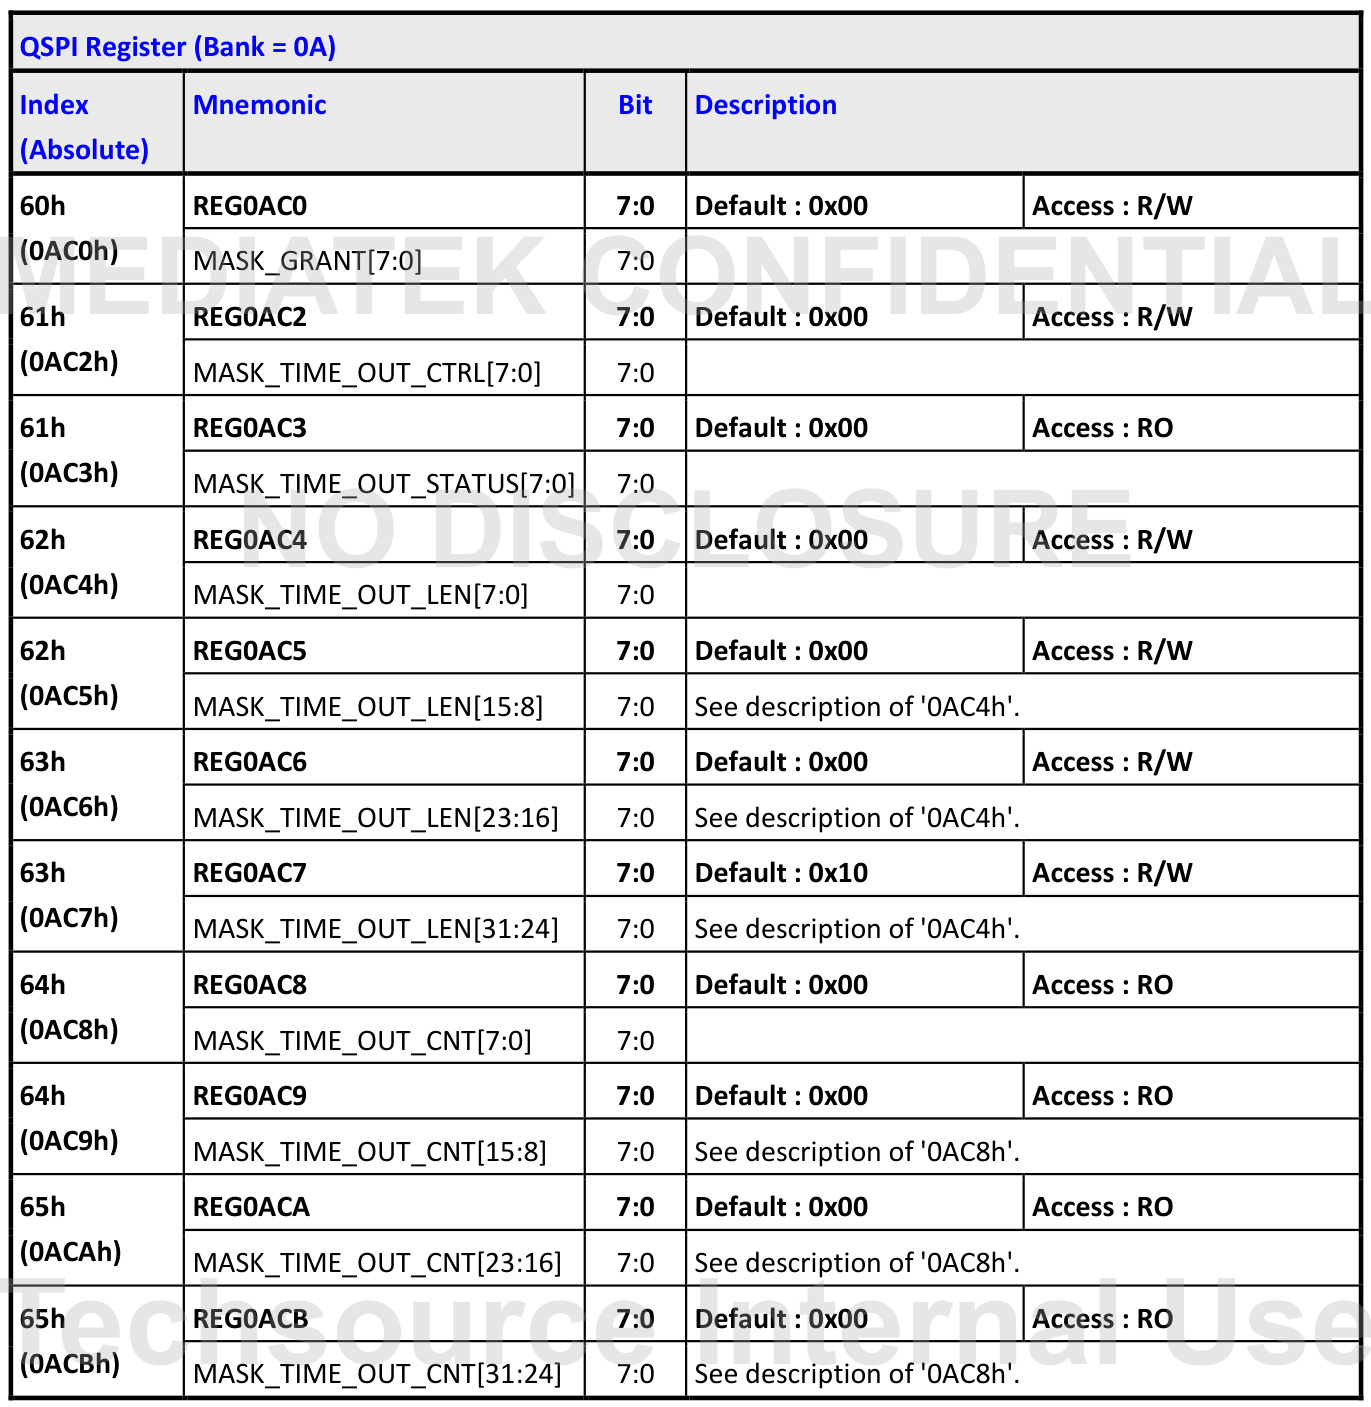 QSPI Register (Bank = 0A)
Index (Absolute) Mnemonic Bit Description
60h (0AC0h) REG0AC0 7:0 Default : 0x00 Access : R/W
MASK_GRANT[7:0] 7:0
61h (0AC2h) REG0AC2 7:0 Default : 0x00 Access : R/W
MASK_TIME_OUT_CTRL[7:0] 7:0
61h (0AC3h) REG0AC3 7:0 Default : 0x00 Access : RO
MASK_TIME_OUT_STATUS[7:0] 7:0
62h (0AC4h) REG0AC4 7:0 Default : 0x00 Access : R/W
MASK_TIME_OUT_LEN[7:0] 7:0
62h (0AC5h) REG0AC5 7:0 Default : 0x00 Access : R/W
MASK_TIME_OUT_LEN[15:8] 7:0 See description of '0AC4h'.
63h (0AC6h) REG0AC6 7:0 Default : 0x00 Access : R/W
MASK_TIME_OUT_LEN[23:16] 7:0 See description of '0AC4h'.
63h (0AC7h) REG0AC7 7:0 Default : 0x10 Access : R/W
MASK_TIME_OUT_LEN[31:24] 7:0 See description of '0AC4h'.
64h (0AC8h) REG0AC8 7:0 Default : 0x00 Access : RO
MASK_TIME_OUT_CNT[7:0] 7:0
64h (0AC9h) REG0AC9 7:0 Default : 0x00 Access : RO
MASK_TIME_OUT_CNT[15:8] 7:0 See description of '0AC8h'.
65h (0ACAh) REG0ACA 7:0 Default : 0x00 Access : RO
MASK_TIME_OUT_CNT[23:16] 7:0 See description of '0AC8h'.
65h (0ACBh) REG0ACB 7:0 Default : 0x00 Access : RO
MASK_TIME_OUT_CNT[31:24] 7:0 See description of '0AC8h'.
MEDIATEK CONFIDENTIAL
NO DISCLOSURE
Techsource Internal Use